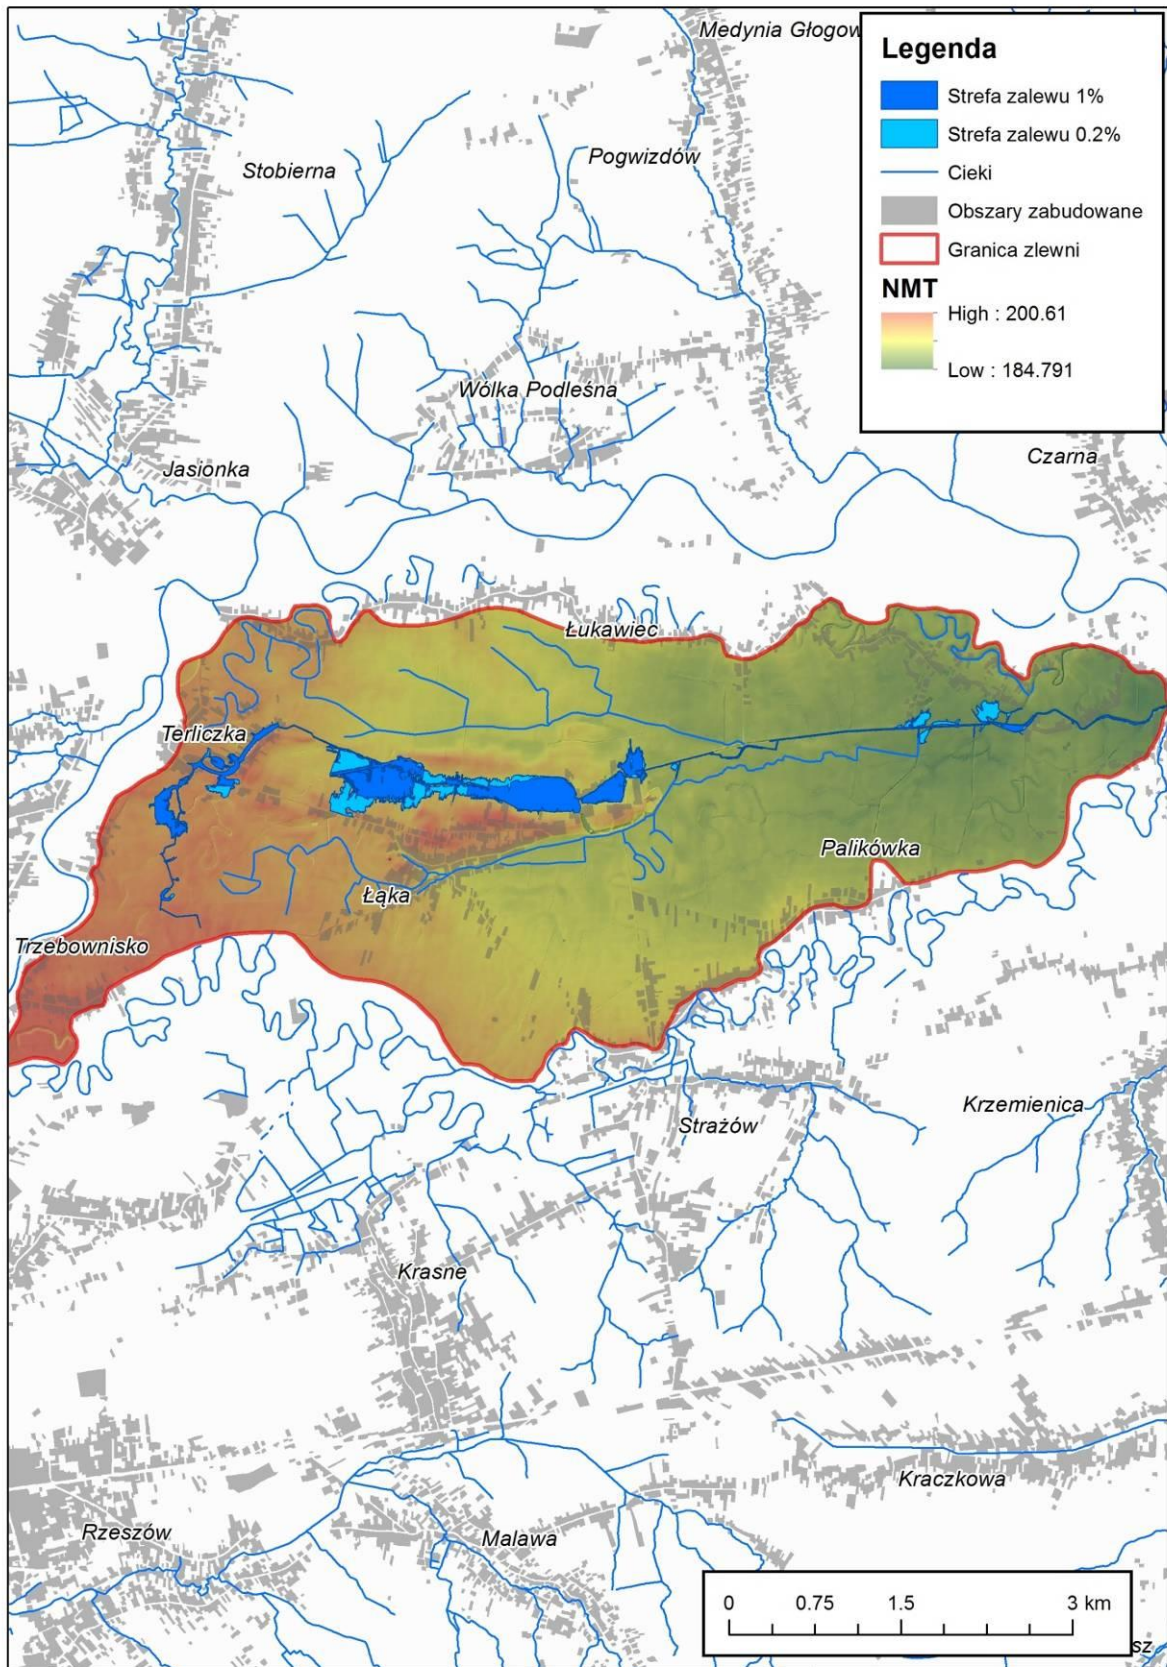 Medynia Głogow
Legenda
Strefa zalewu 1%
Strefa zalewu 0.2%
Cieki
Obszary zabudowane
Granica zlewni
NMT
High : 200.61
Low : 184.791
Stobierna
Pogwizdów
Wólka Podleśna
Jasionka
Czarna
Łukawiec
Terliczka
Palikówka
Łąka
Trzebownisko
Strażów
Krzemienica
Krasne
Kraczkowa
Rzeszów
Malawa
0 0.75 1.5 3 km
sz